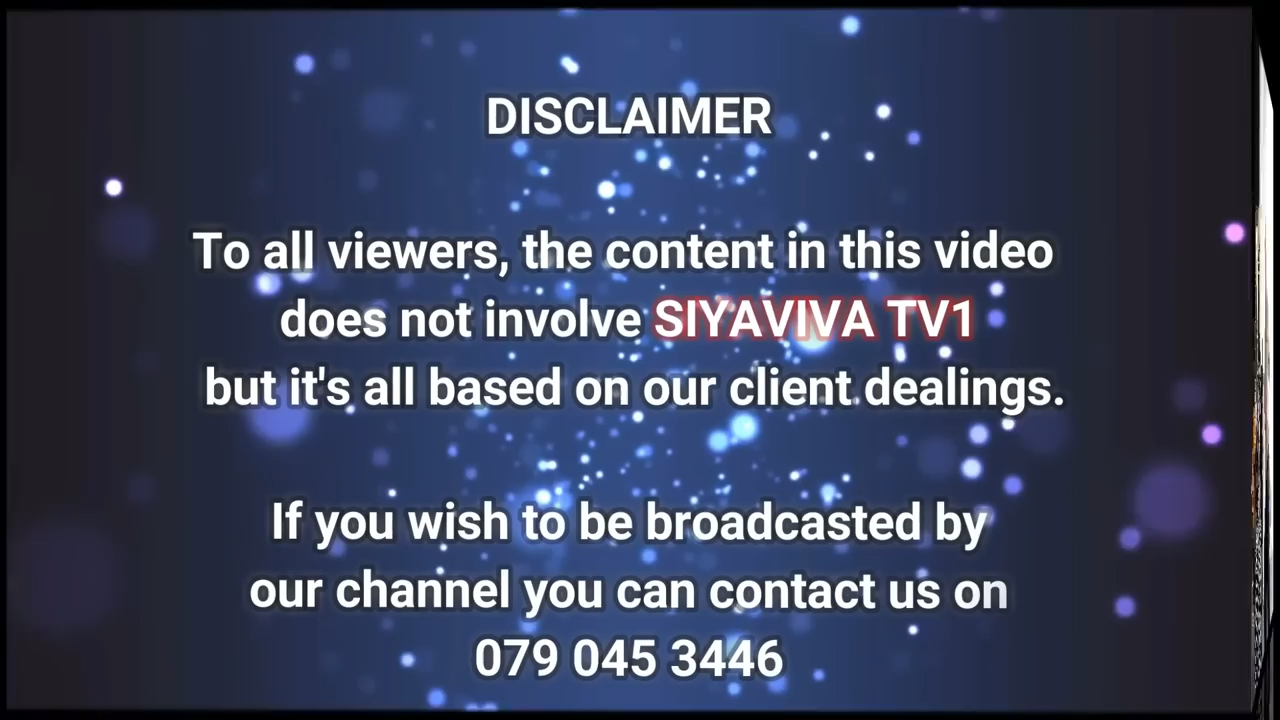 DISCLAIMER
To all viewers, the content in this video
does not involve SIYAVIVA TV1
but it's all based on our client dealings.
If you wish to be broadcasted by
our channel you can contact us on
079 045 3446